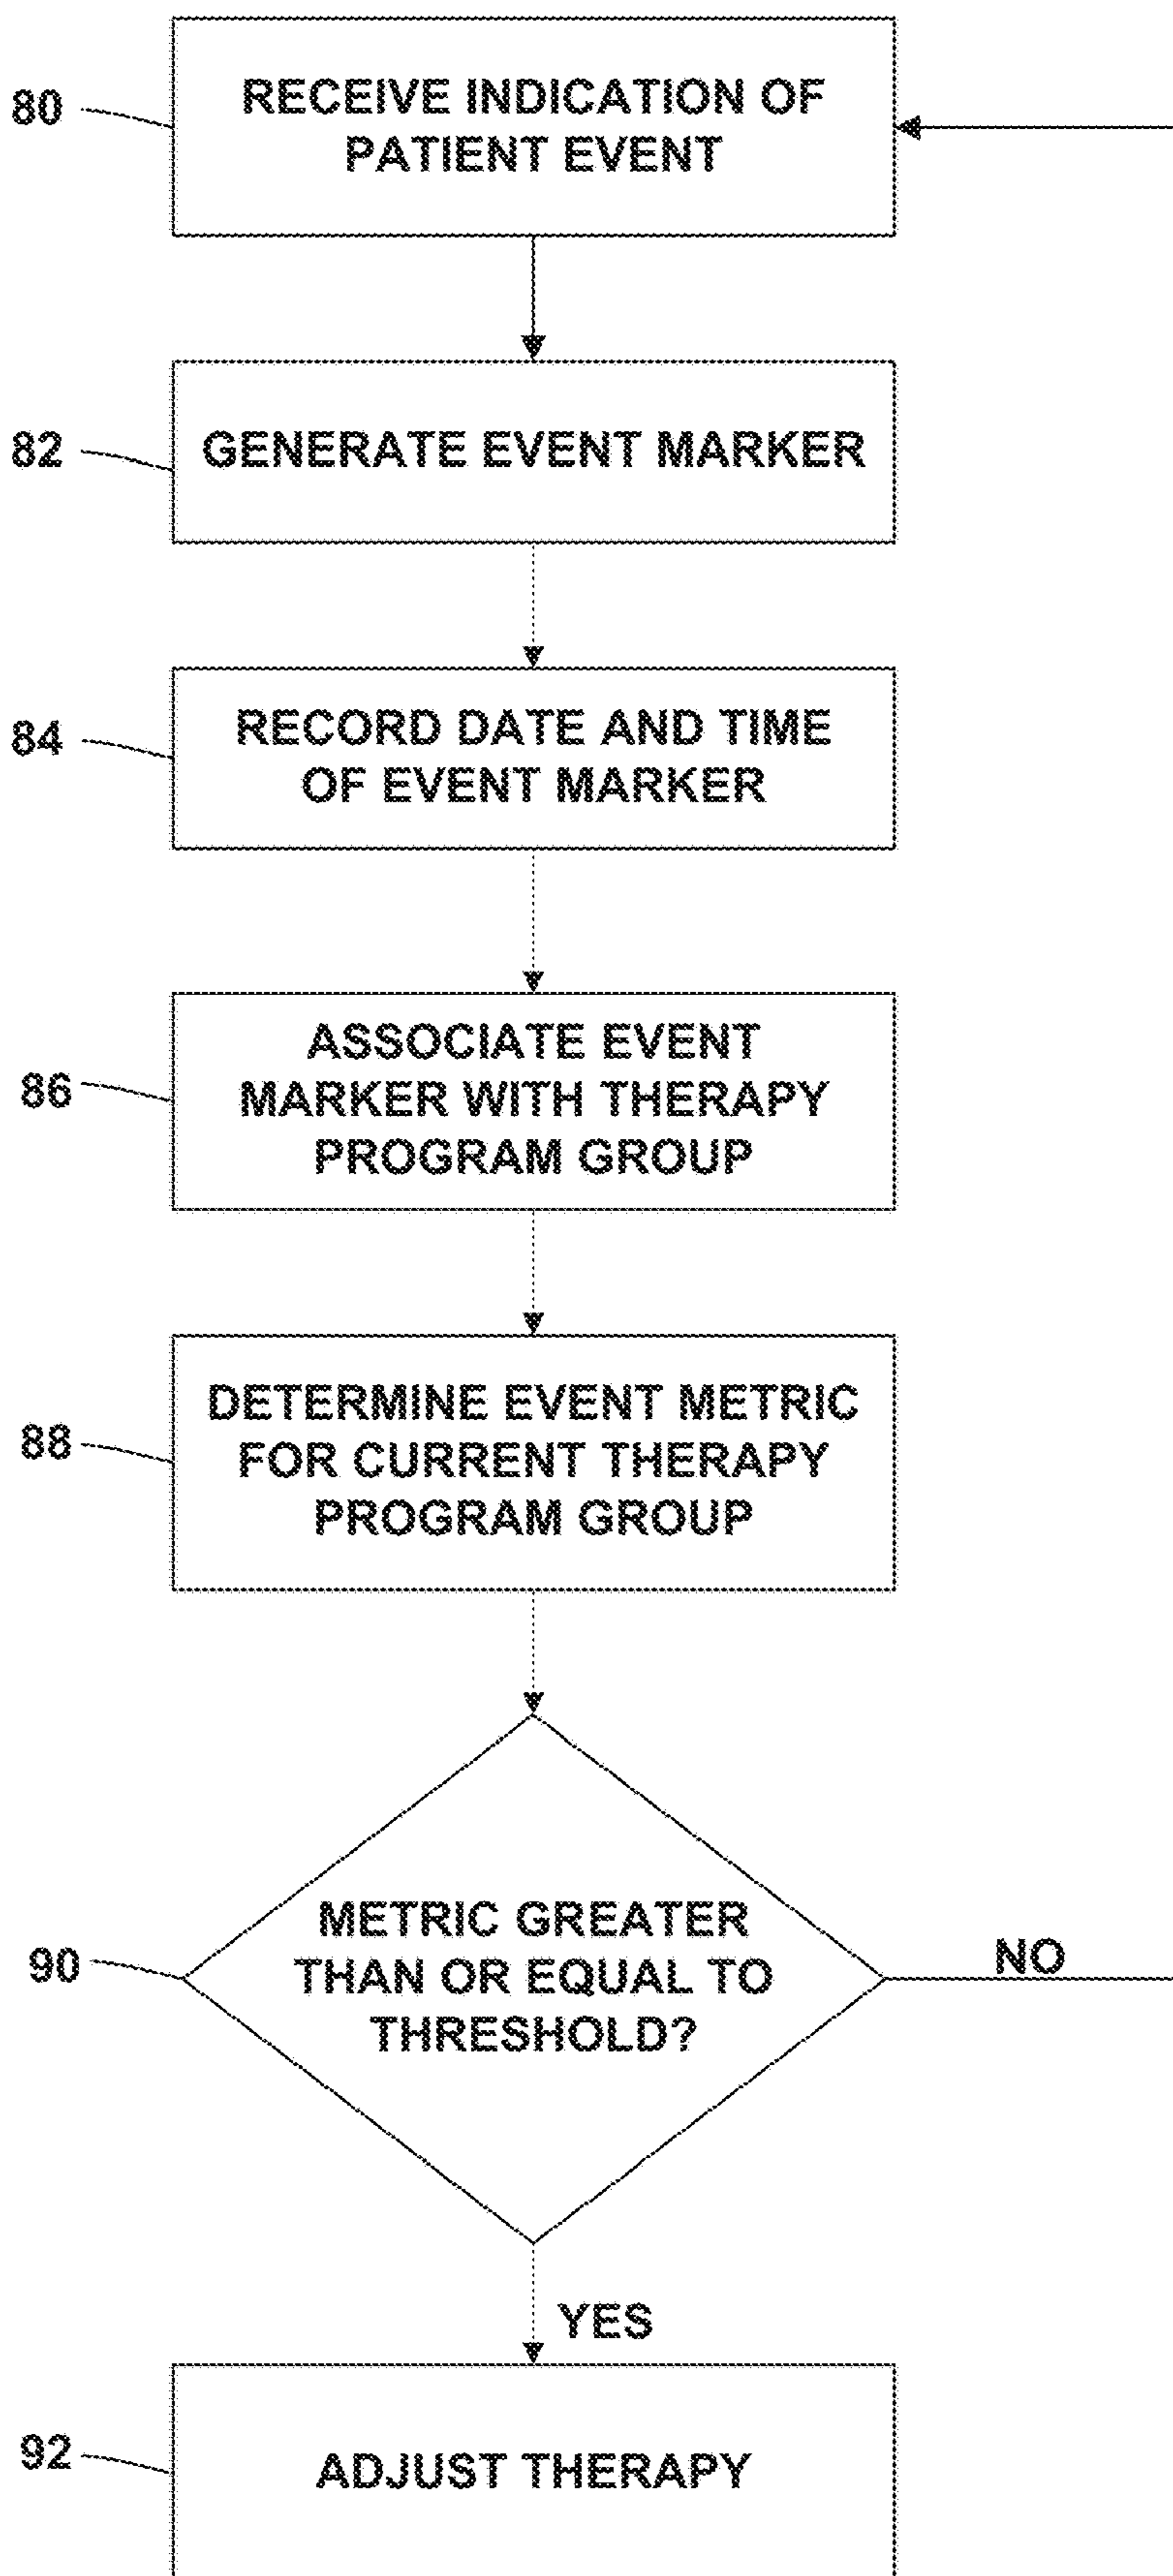 80
RECEIVE INDICATION OF
PATIENT EVENT
82
GENERATE EVENT MARKER
84
RECORD DATE AND TIME
OF EVENT MARKER
86
ASSOCIATE EVENT
MARKER WITH THERAPY
PROGRAM GROUP
88
DETERMINE EVENT METRIC
FOR CURRENT THERAPY
PROGRAM GROUP
90
METRIC GREATER
THAN OR EQUAL TO
THRESHOLD?
NO
YES
92
ADJUST THERAPY